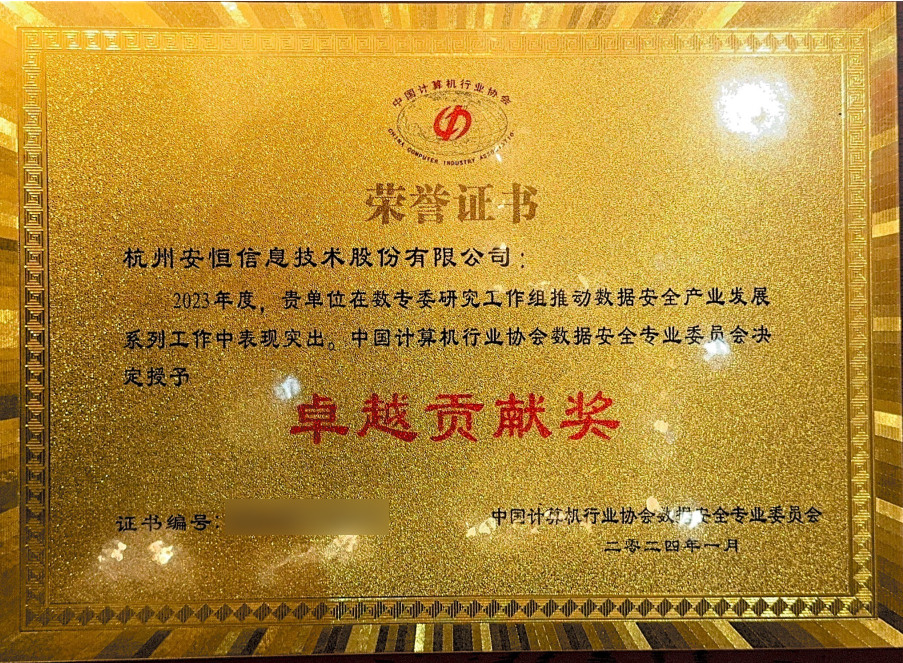 中国计算机行业协会
CHINA COMPUTER INDUSTRY ASSOCIATIO
荣誉证书
杭州安恒信息技术股份有限公司：
2023年度，贵单位在数专委研究工作组推动数据安全产业发展
系列工作中表现突出。中国计算机行业协会数据安全专业委员会决
定授予
卓越贡献奖
证书编号：
中国计算机行业协会数据安全专业委员会
二零二四年一月